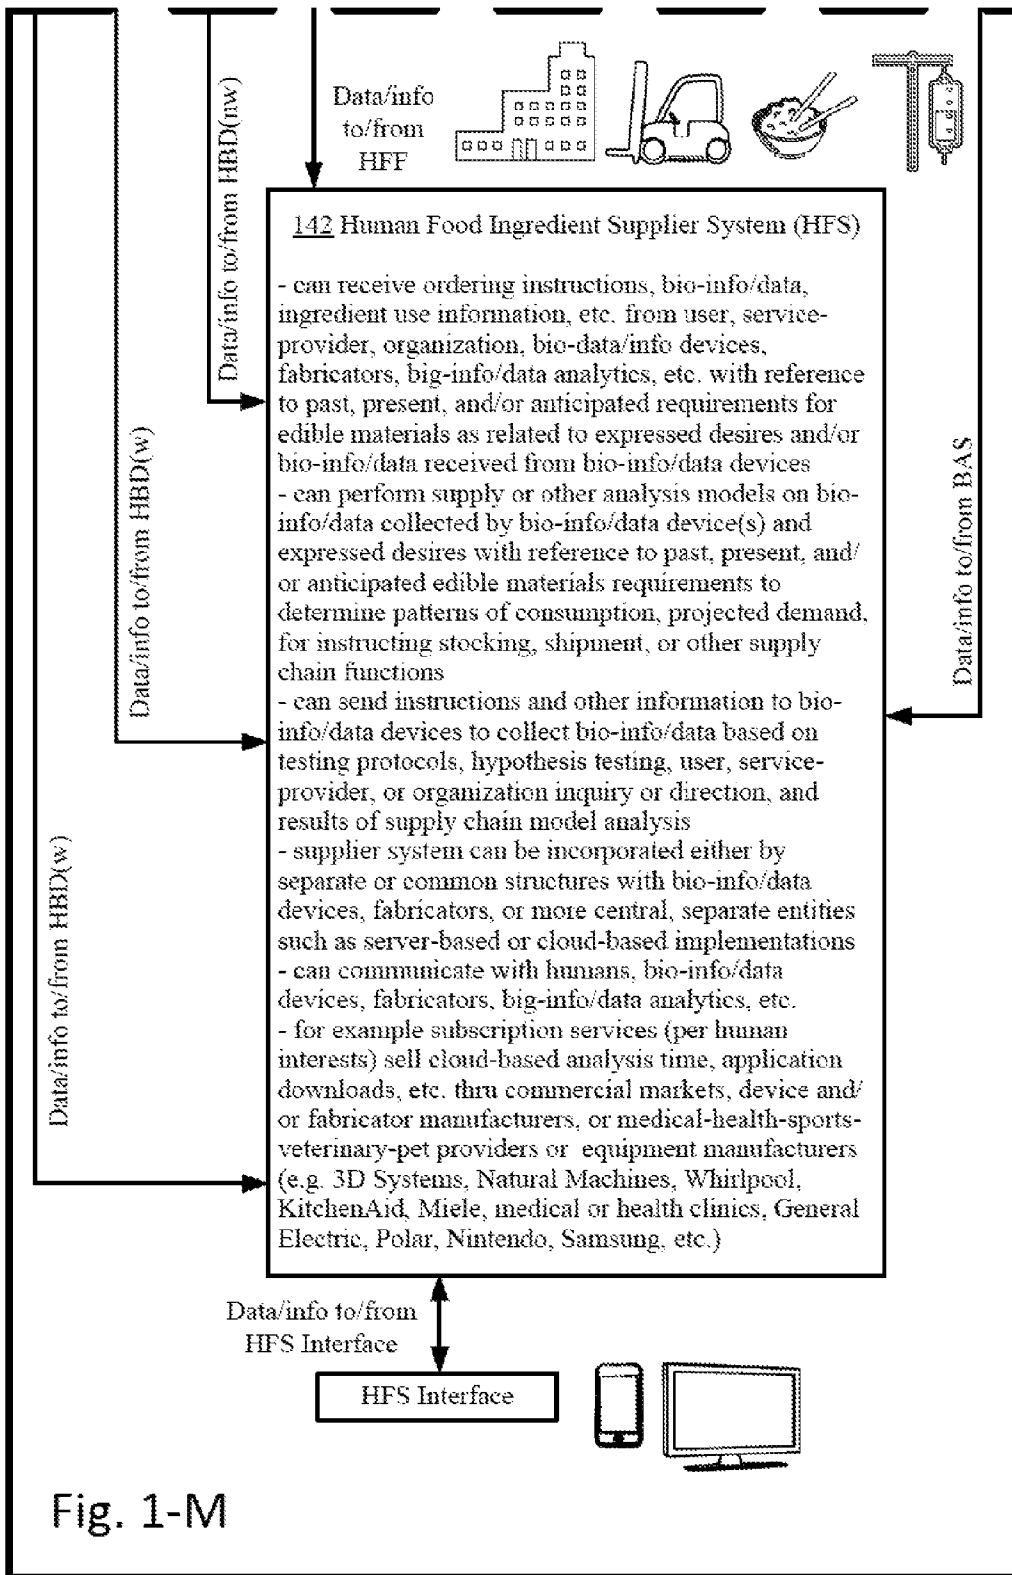 Data/info
to/from
HFF
Data/info to/from HBD(nw)
Data/info to/from HBD(w)
Data/info to/from HBD(w)
Data/info to/from BAS
142 Human Food Ingredient Supplier System (HFS)
- can receive ordering instructions, bio-info/data,
ingredient use information, etc. from user, service-
provider, organization, bio-data/info devices,
fabricators, big-info/data analytics, etc. with reference
to past, present, and/or anticipated requirements for
edible materials as related to expressed desires and/or
bio-info/data received from bio-info/data devices
- can perform supply or other analysis models on bio-
info/data collected by bio-info/data device(s) and
expressed desires with reference to past, present, and/
or anticipated edible materials requirements to
determine patterns of consumption, projected demand,
for instructing stocking, shipment, or other supply
chain functions
- can send instructions and other information to bio-
info/data devices to collect bio-info/data based on
testing protocols, hypothesis testing, user, service-
provider, or organization inquiry or direction, and
results of supply chain model analysis
- supplier system can be incorporated either by
separate or common structures with bio-info/data
devices, fabricators, or more central, separate entities
such as server-based or cloud-based implementations
- can communicate with humans, bio-info/data
devices, fabricators, big-info/data analytics, etc.
- for example subscription services (per human
interests) sell cloud-based analysis time, application
downloads, etc. thru commercial markets, device and/
or fabricator manufacturers, or medical-health-sports-
veterinary-pet providers or equipment manufacturers
(e.g. 3D Systems, Natural Machines, Whirlpool,
KitchenAid, Miele, medical or health clinics, General
Electric, Polar, Nintendo, Samsung, etc.)
Data/info to/from
HFS Interface
HFS Interface
Fig. 1-M